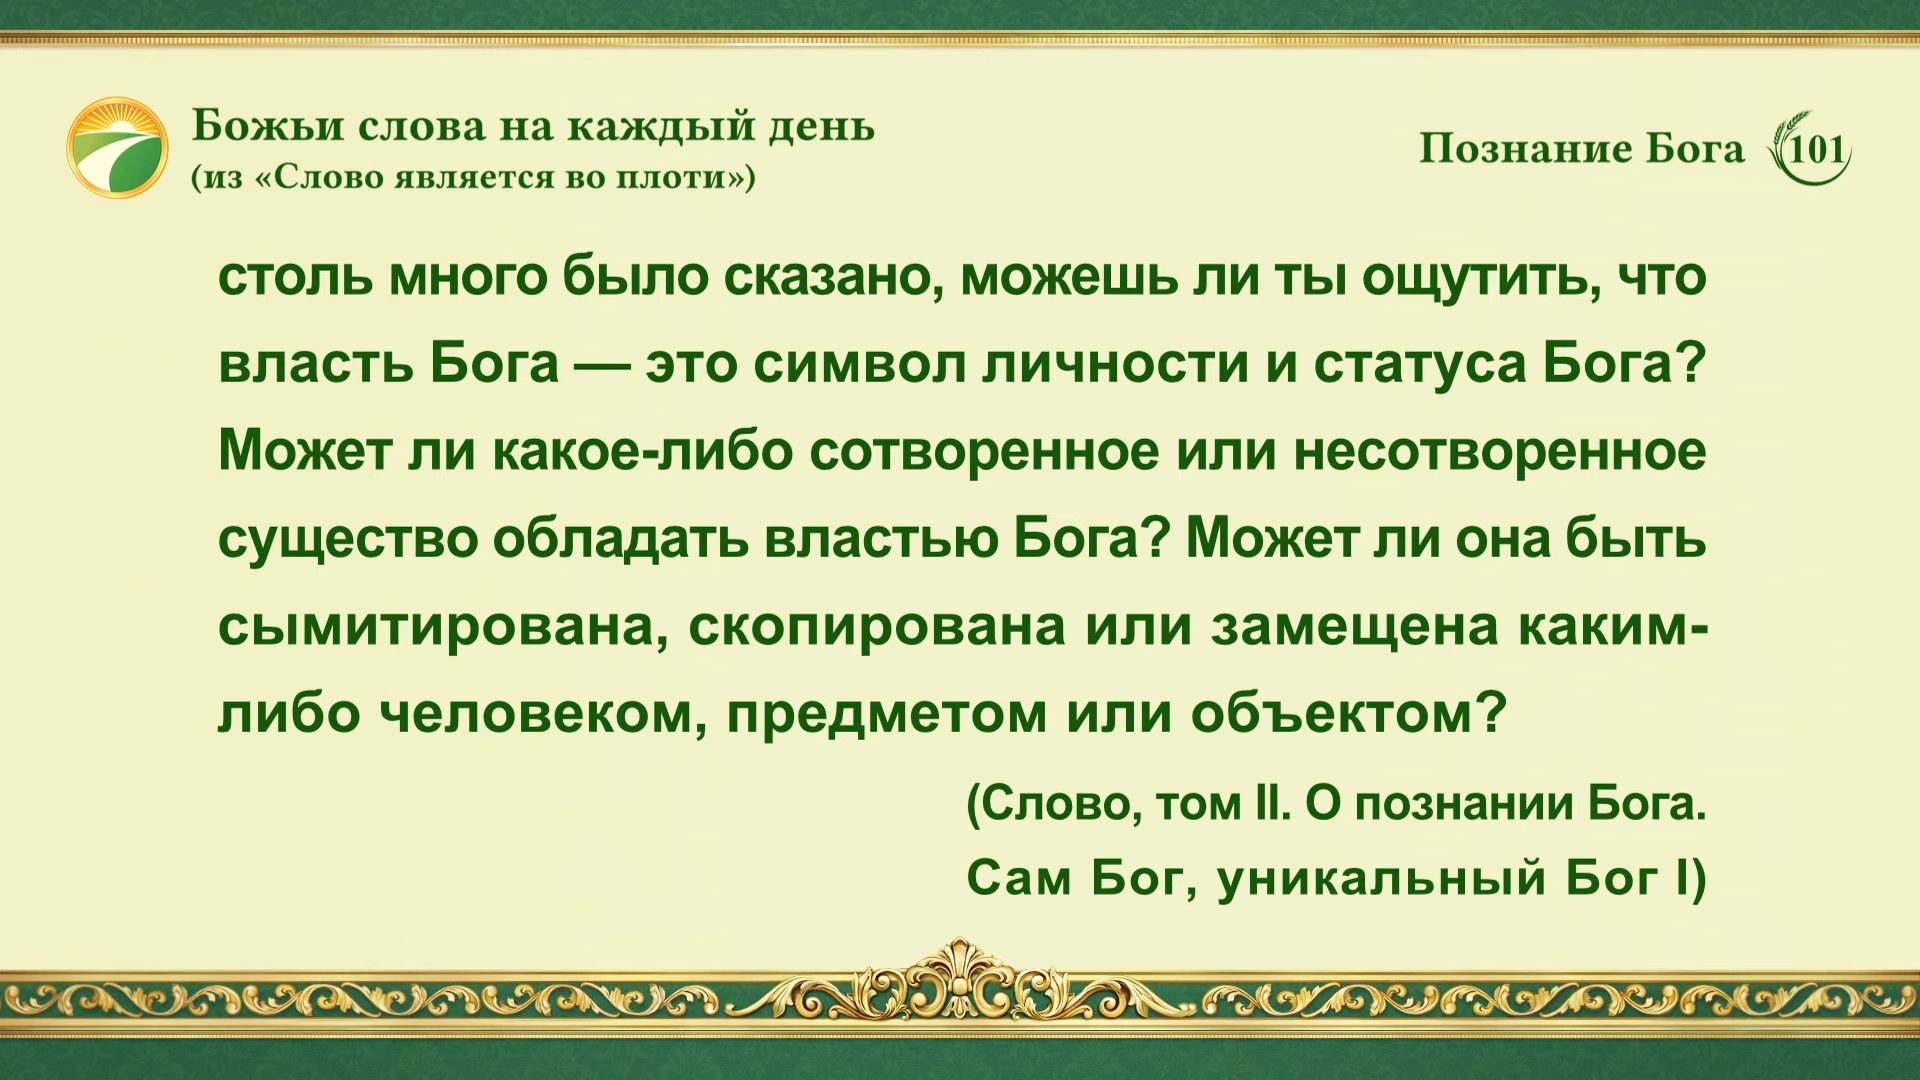 Божьи слова на каждый день
(из «Слово является во плоти»)
Познание Бога 101
столь много было сказано, можешь ли ты ощутить, что
власть Бога — это символ личности и статуса Бога?
Может ли какое-либо сотворенное или несотворенное
существо обладать властью Бога? Может ли она быть
сымитирована, скопирована или замещена каким-
либо человеком, предметом или объектом?
(Слово, том II. О познании Бога.
Сам Бог, уникальный Бог I)